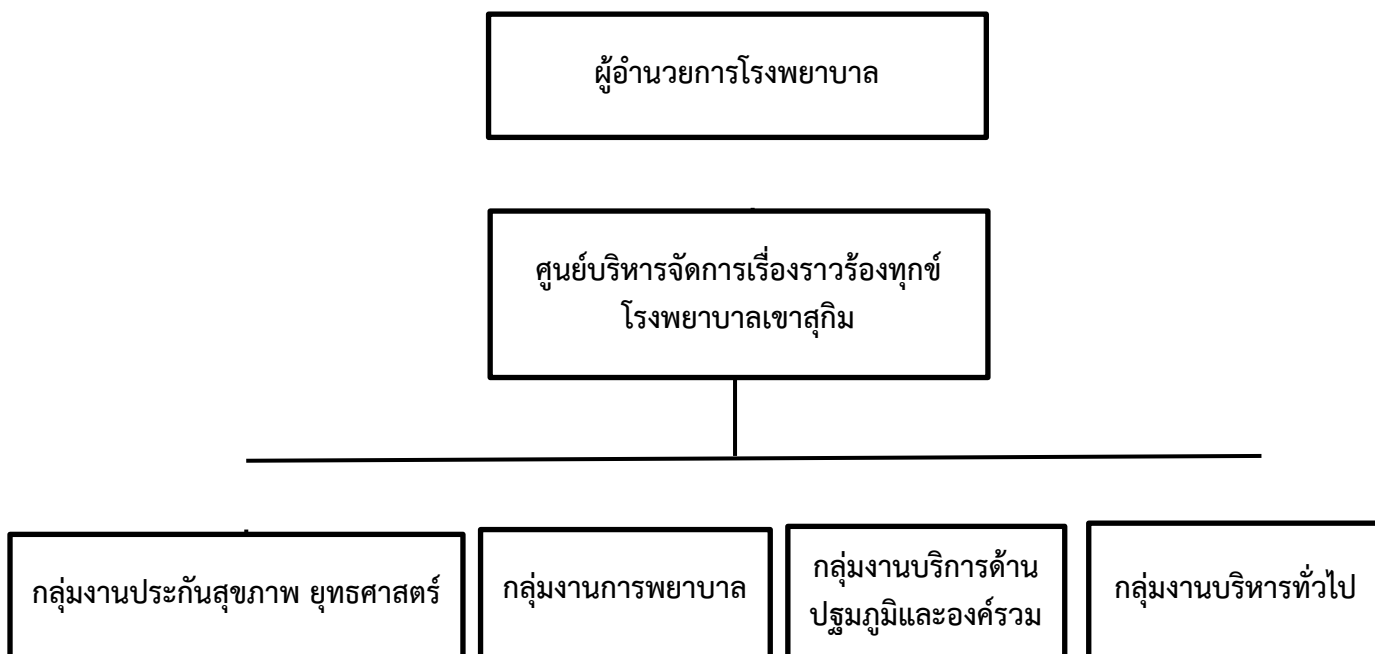 ผู้อำนวยการโรงพยาบาล
ศูนย์บริหารจัดการเรื่องราวร้องทุกข์
โรงพยาบาลเขาสุกิม
กลุ่มงานประกันสุขภาพ ยุทธศาสตร์
กลุ่มงานการพยาบาล
กลุ่มงานบริการด้าน
ปฐมภูมิและองค์รวม
กลุ่มงานบริหารทั่วไป